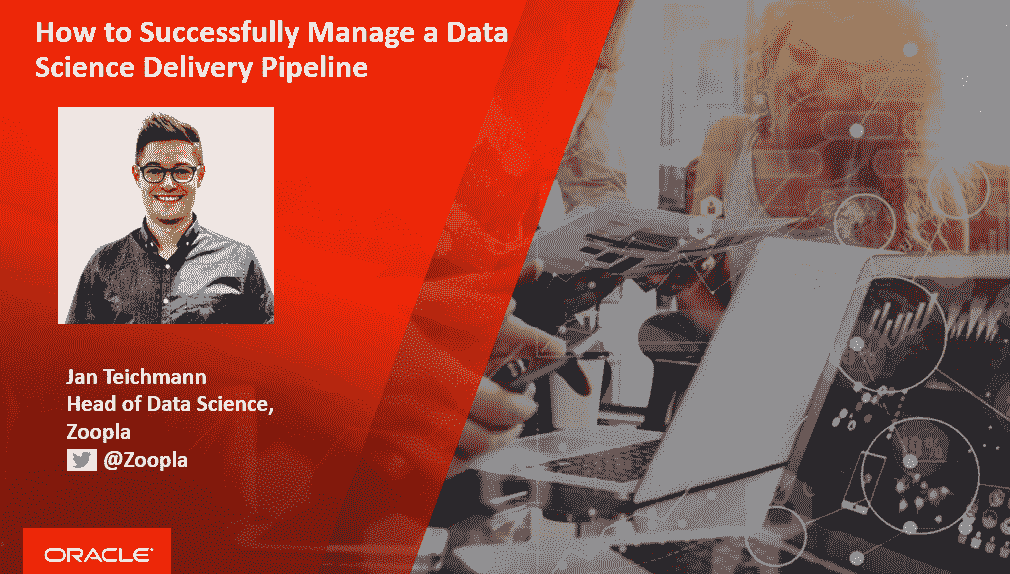 How to Successfully Manage a Data
Science Delivery Pipeline
Jan Teichmann
Head of Data Science,
Zoopla
@Zoopla
ORACLE